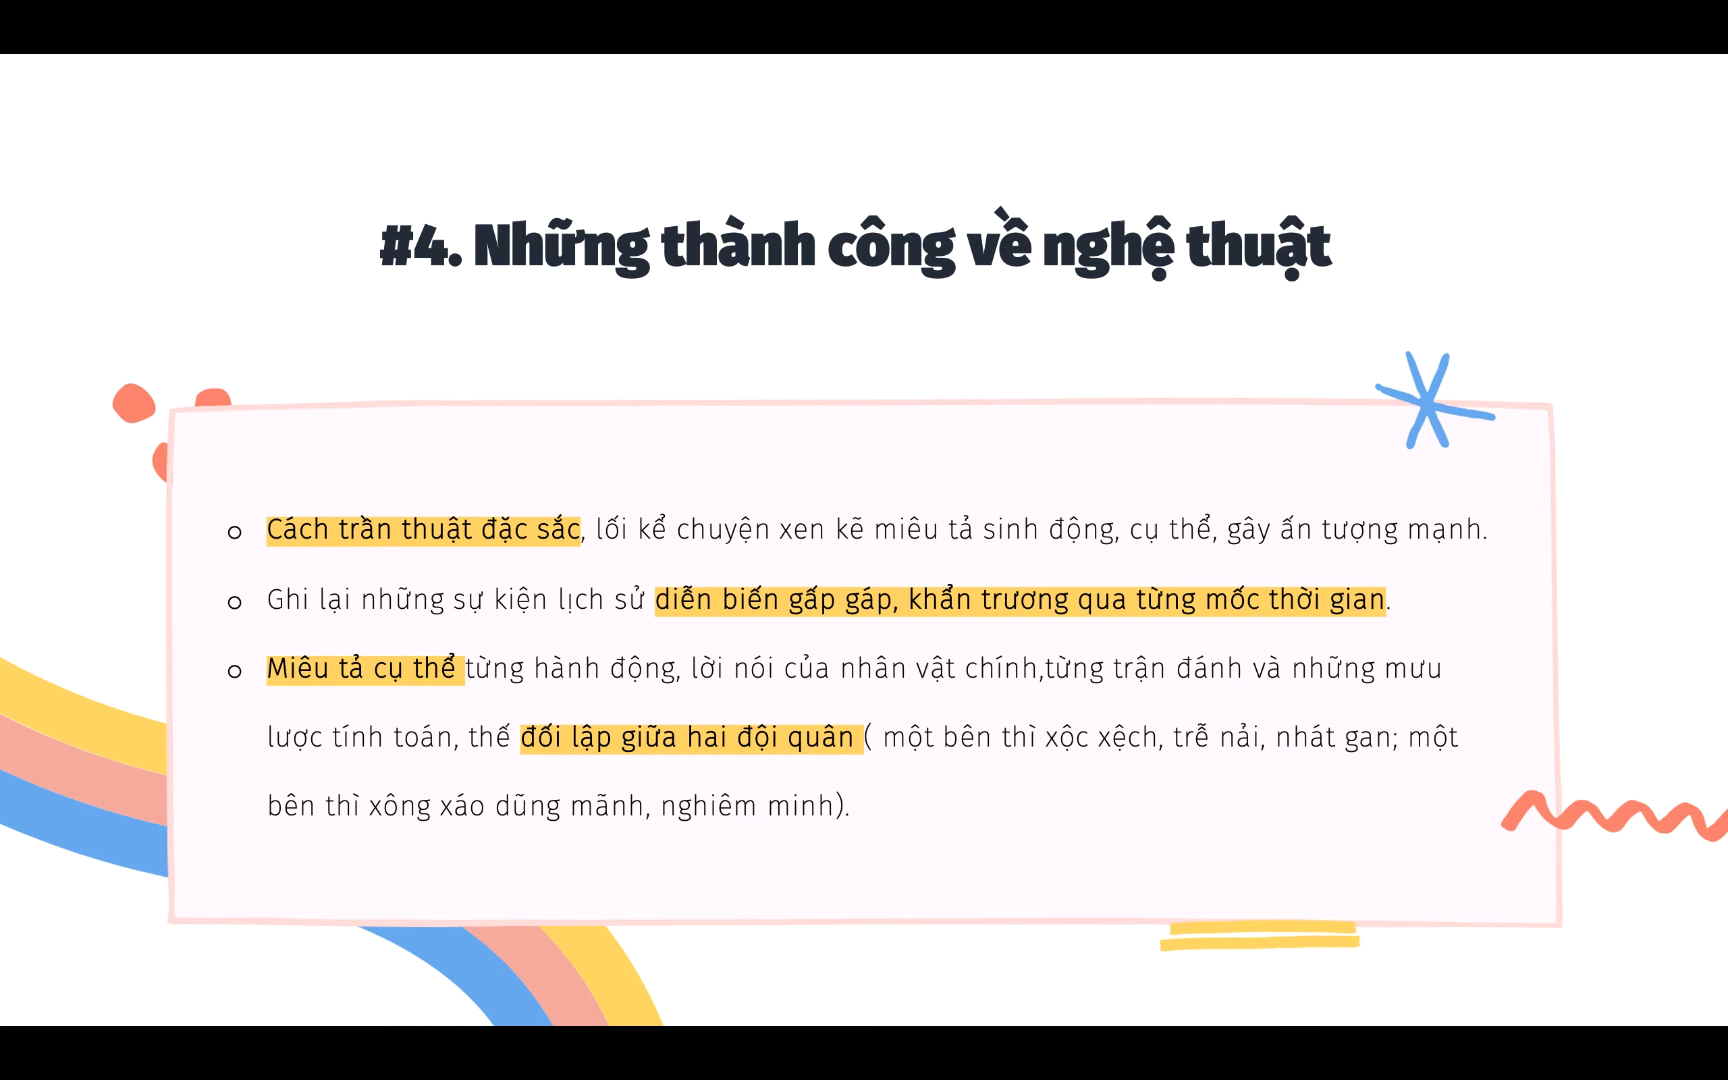 #4. Những thành công về nghệ thuật
Cách trần thuật đặc sắc, lối kể chuyện xen kẽ miêu tả sinh động, cụ thể, gây ấn tượng mạnh.
Ghi lại những sự kiện lịch sử diễn biến gấp gáp, khẩn trương qua từng mốc thời gian.
Miêu tả cụ thể từng hành động, lời nói của nhân vật chính,từng trận đánh và những mưu
lược tính toán, thế đối lập giữa hai đội quân ( một bên thì xộc xệch, trễ nải, nhát gan; một
bên thì xông xáo dũng mãnh, nghiêm minh).